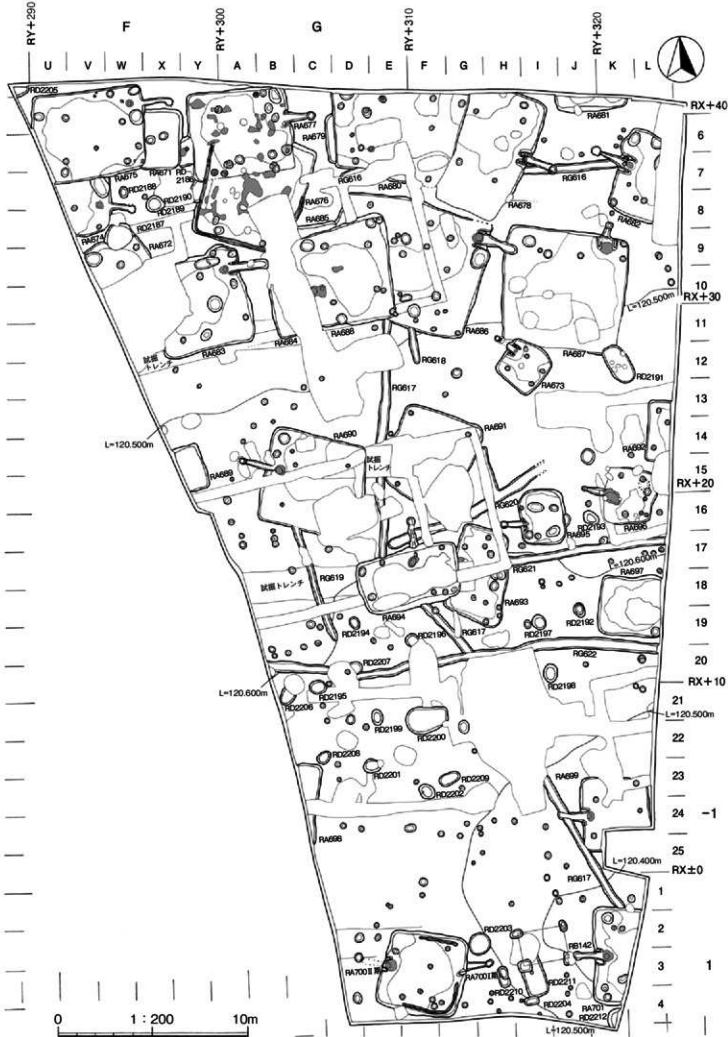 RY+290
RY+300
RY+310
RY+320
F
G
U V W X Y A B C D E F G H I J K L
RX+40
RD2205
RA677
RA679
RA681
6
RA675
RA671
RD2186
RG616
RA680
RG616
7
RD2188
RD2190
RD2189
RA676
RA678
RA674
RD2187
RA672
RA685
RA682
8
9
10
L=120.500m
RX+30
RA683
RA684
RA688
RA686
11
RG618
RA687
試掘
トレンチ
RA673
RD2191
12
RG617
13
L=120.500m
RA690
RA691
RA692
14
RA689
試掘
トレンチ
15
RX+20
RG620
RD2193
RA695
RA696
16
17
L=120.600m
試掘トレンチ
RG619
RG621
RA697
18
RA694
RA693
RD2192
19
RD2194
RD2196
RG617
RD2197
RD2207
RG622
20
L=120.600m
RD2195
RD2198
RX+10
RD2206
21
L=120.500m
RD2199
RD2200
22
RD2208
RD2201
RD2209
RA699
23
RD2202
24
-1
RA698
25
L=120.400m
RX±0
RG617
1
RD2203
2
RB142
RA700Ⅱ
RA700Ⅰ
3
1
RD2210
RD2211
RD2204
RA701
RD2212
4
L=120.500m
0 1:200 10m